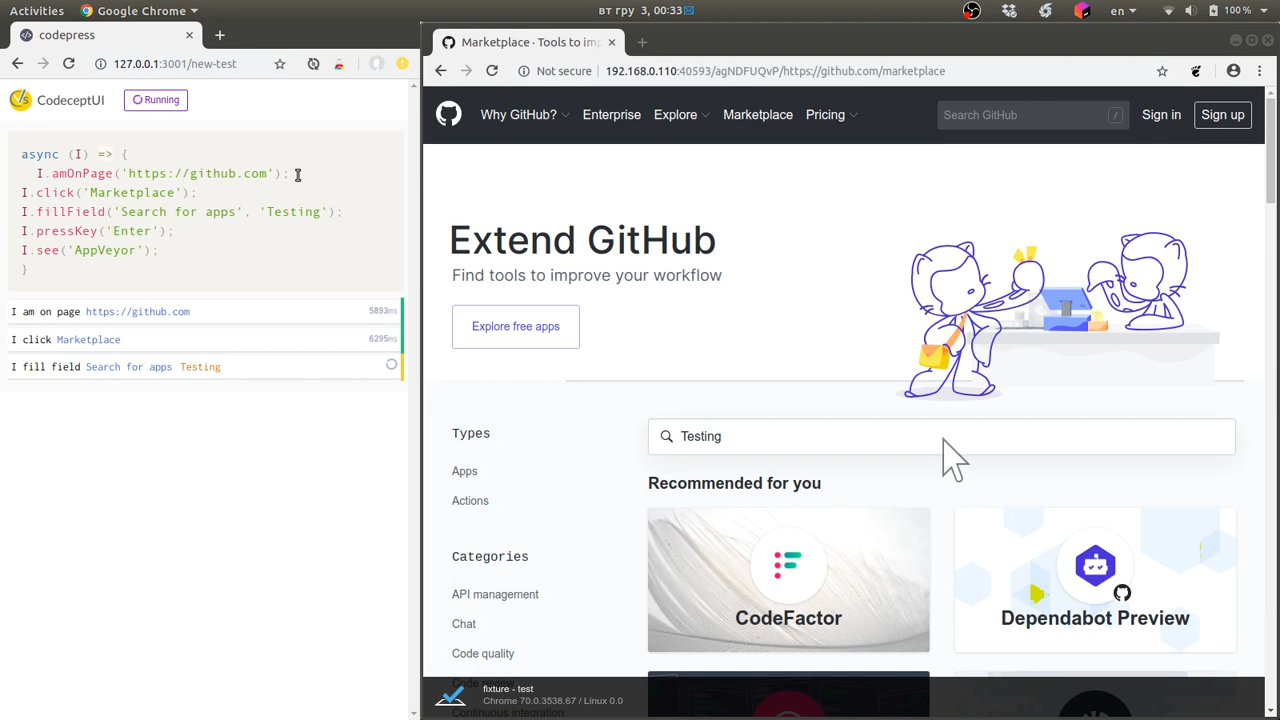 Activities Google Chrome вт гру 3, 00:33 en 100 %
codepress
127.0.0.1:3001/new-test
CodeceptUI Running
async (I) => {
I.amOnPage('https://github.com');
I.click('Marketplace');
I.fillField('Search for apps', 'Testing');
I.pressKey('Enter');
I.see('AppVeyor');
}
I am on page https://github.com 5893ms
I click Marketplace 6295ms
I fill field Search for apps Testing
Marketplace · Tools to im
Not secure 192.168.0.110:40593/agNDFUQvP/https://github.com/marketplace
Why GitHub? Enterprise Explore Marketplace Pricing Search GitHub / Sign in Sign up
Extend GitHub
Find tools to improve your workflow
Explore free apps
Types
Apps
Actions
Categories
API management
Chat
Code quality
Code review
Continuous integration
Testing
Recommended for you
CodeFactor
Dependabot Preview
fixture - test
Chrome 70.0.3538.67 / Linux 0.0